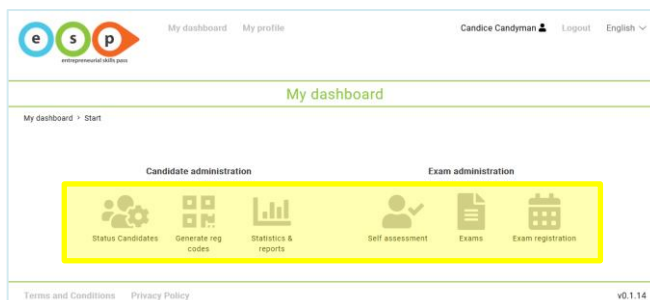 My dashboard My profile Candice Candyman Logout English
e s p
entrepreneurial skills pass
My dashboard
My dashboard > Start
Candidate administration Exam administration
Status Candidates Generate reg codes Statistics & reports Self assessment Exams Exam registration
Terms and Conditions Privacy Policy v0.1.14